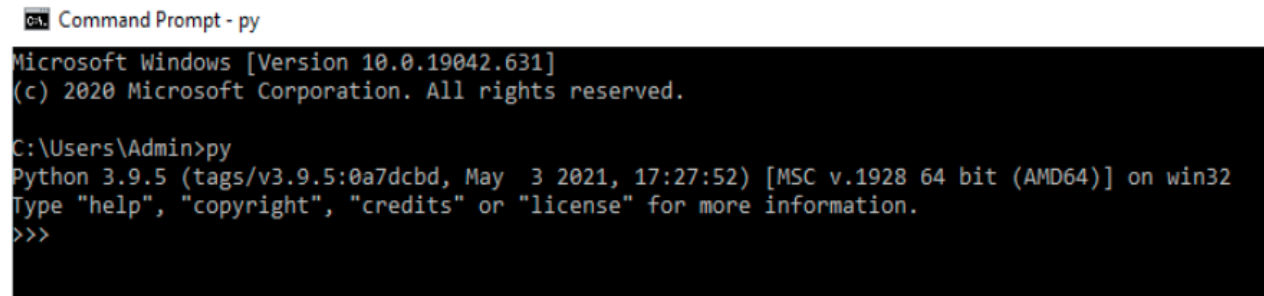 Command Prompt - py
Microsoft Windows [Version 10.0.19042.631]
(c) 2020 Microsoft Corporation. All rights reserved.
C:\Users\Admin>py
Python 3.9.5 (tags/v3.9.5:0a7dcbd, May  3 2021, 17:27:52) [MSC v.1928 64 bit (AMD64)] on win32
Type "help", "copyright", "credits" or "license" for more information.
>>>